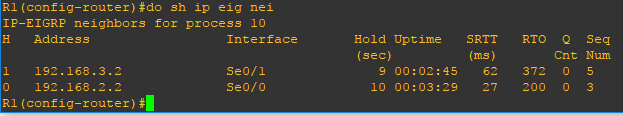 R1(config-router)#do sh ip eig nei
IP-EIGRP neighbors for process 10
H   Address                 Interface       Hold Uptime   SRTT   RTO  Q  Seq
                                            (sec)         (ms)       Cnt Num
1   192.168.3.2             Se0/1              9 00:02:45   62   372  0  5
0   192.168.2.2             Se0/0             10 00:03:29   27   200  0  3
R1(config-router)#